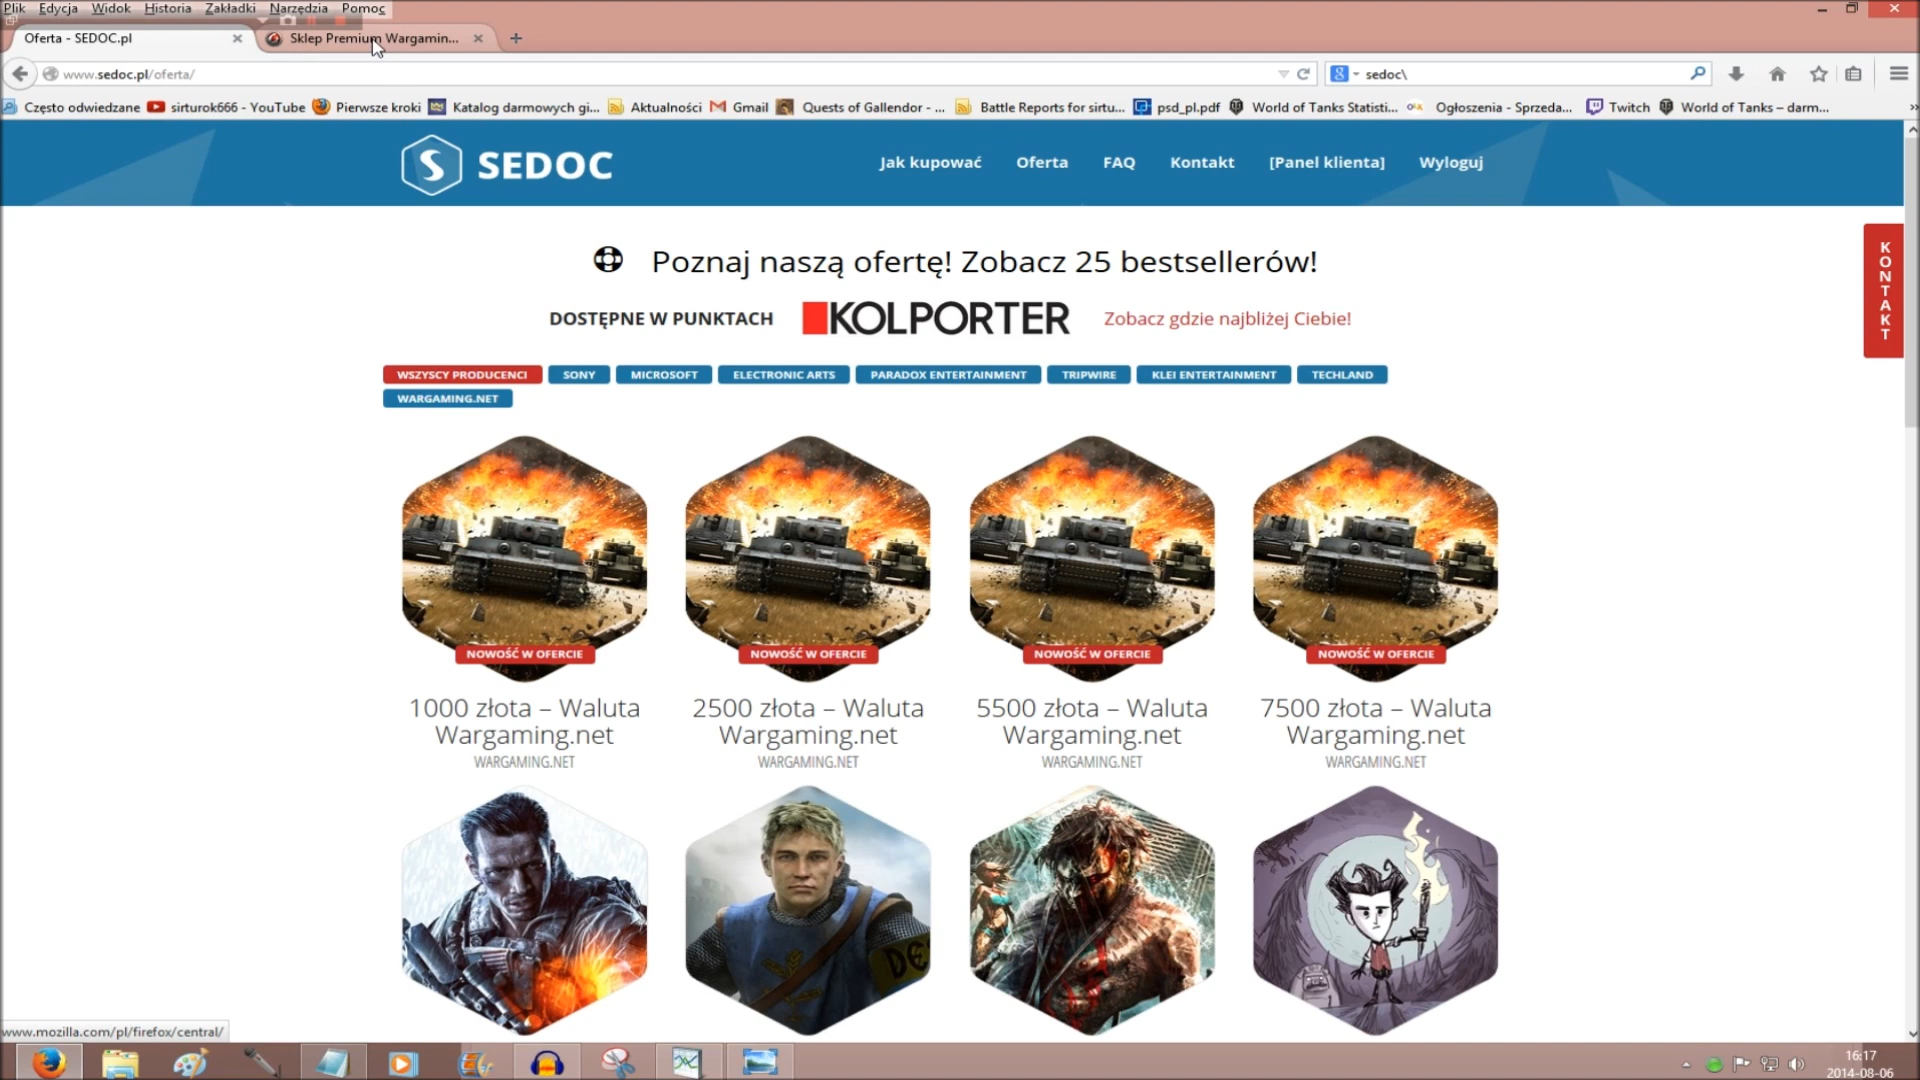 Plik Edycja Widok Historia Zakładki Narzędzia Pomoc
Oferta - SEDOC.pl
Sklep Premium Wargamin...
www.sedoc.pl/oferta/
sedoc\
Często odwiedzane sirturok666 - YouTube Pierwsze kroki Katalog darmowych gi... Aktualności Gmail Quests of Gallendor - ... Battle Reports for sirtu... psd_pl.pdf World of Tanks Statisti... Ogłoszenia - Sprzeda... Twitch World of Tanks – darm...
SEDOC
Jak kupować Oferta FAQ Kontakt [Panel klienta] Wyloguj
KONTAKT
Poznaj naszą ofertę! Zobacz 25 bestsellerów!
DOSTĘPNE W PUNKTACH KOLPORTER Zobacz gdzie najbliżej Ciebie!
WSZYSCY PRODUCENCI SONY MICROSOFT ELECTRONIC ARTS PARADOX ENTERTAINMENT TRIPWIRE KLEI ENTERTAINMENT TECHLAND
WARGAMING.NET
NOWOŚĆ W OFERCIE NOWOŚĆ W OFERCIE NOWOŚĆ W OFERCIE NOWOŚĆ W OFERCIE
1000 złota – Waluta 2500 złota – Waluta 5500 złota – Waluta 7500 złota – Waluta
Wargaming.net Wargaming.net Wargaming.net Wargaming.net
WARGAMING.NET WARGAMING.NET WARGAMING.NET WARGAMING.NET
www.mozilla.com/pl/firefox/central/
16:17
2014-08-06